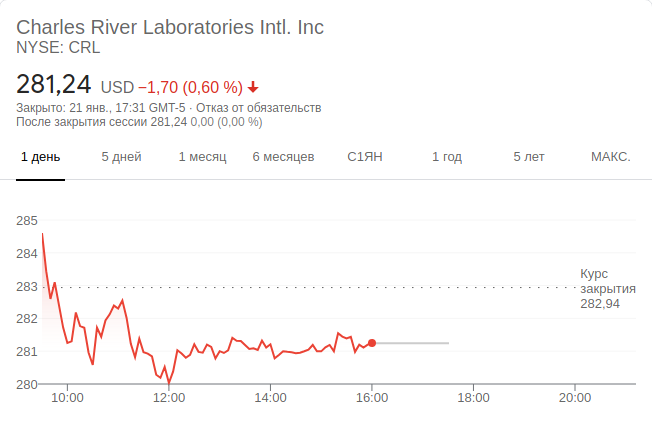 Charles River Laboratories Intl. Inc
NYSE: CRL
281,24 USD −1,70 (0,60 %)
Закрыто: 21 янв., 17:31 GMT-5 · Отказ от обязательств
После закрытия сессии 281,24 0,00 (0,00 %)
1 день 5 дней 1 месяц 6 месяцев С1ЯН 1 год 5 лет МАКС.
285
284
283
282
281
280
Курс
закрытия
282,94
10:00 12:00 14:00 16:00 18:00 20:00